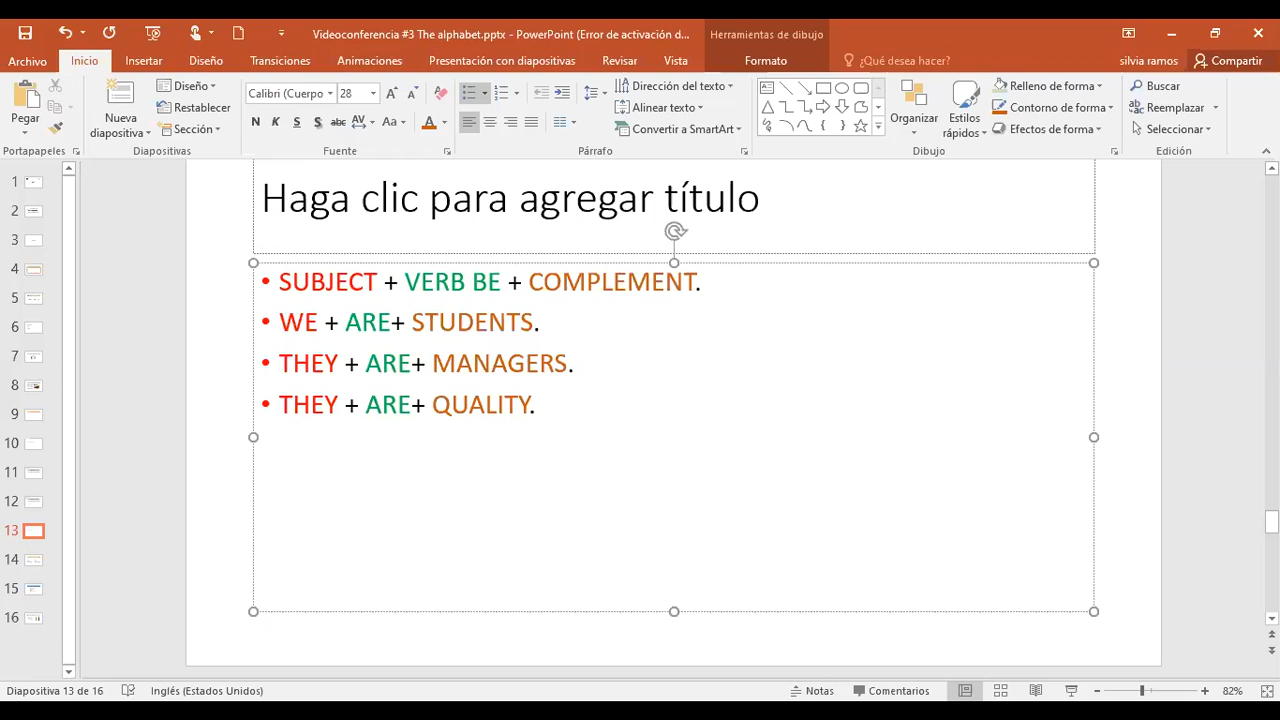 Videoconferencia #3 The alphabet.pptx - PowerPoint (Error de activación d...
Herramientas de dibujo
Archivo Inicio Insertar Diseño Transiciones Animaciones Presentación con diapositivas Revisar Vista Formato ¿Qué desea hacer? silvia ramos Compartir
Pegar
Nueva diapositiva
Diseño
Restablecer
Sección
Calibri (Cuerpo) 28
N K S S abc AV Aa A
Dirección del texto
Alinear texto
Convertir a SmartArt
Organizar
Estilos rápidos
Relleno de forma
Contorno de forma
Efectos de forma
Buscar
Reemplazar
Seleccionar
Portapapeles Diapositivas Fuente Párrafo Dibujo Edición
1
2
3
4
5
6
7
8
9
10
11
12
13
14
15
16
Haga clic para agregar título
• SUBJECT + VERB BE + COMPLEMENT.
• WE + ARE+ STUDENTS.
• THEY + ARE+ MANAGERS.
• THEY + ARE+ QUALITY.
Diapositiva 13 de 16 Inglés (Estados Unidos) Notas Comentarios 82%